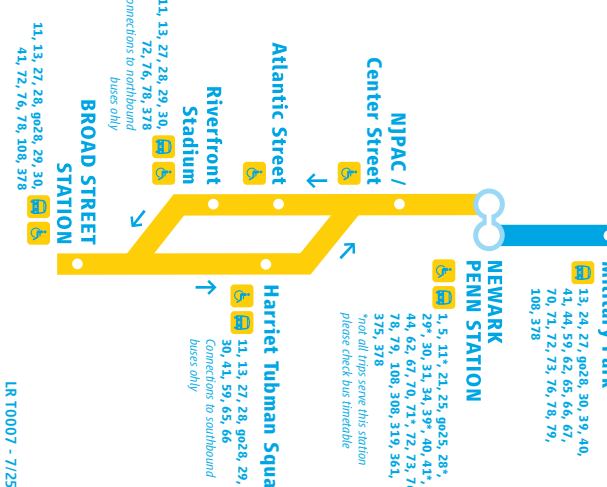 Military Park
13, 24, 27, go28, 30, 39, 40,
41, 44, 59, 62, 65, 66, 67,
70, 71, 72, 73, 76, 78, 79,
108, 378
NEWARK
PENN STATION
1, 5, 11*, 21, 25, go25, 28*,
29*, 30, 31, 34, 39*, 40, 41*,
44, 62, 67, 70, 71*, 72, 73,
78, 79, 108, 308, 319, 361,
375, 378
*not all trips serve this station
please check bus timetable
NJPAC /
Center Street
Atlantic Street
Riverfront
Stadium
11, 13, 27, 28, 29, 30,
72, 76, 78, 378
onnections to northbound
buses only
Harriet Tubman Squa
11, 13, 27, 28, go28, 29,
30, 41, 59, 65, 66
Connections to southbound
buses only
BROAD STREET
STATION
11, 13, 27, 28, go28, 29, 30,
41, 72, 76, 78, 108, 378
LR T0007 - 7/25